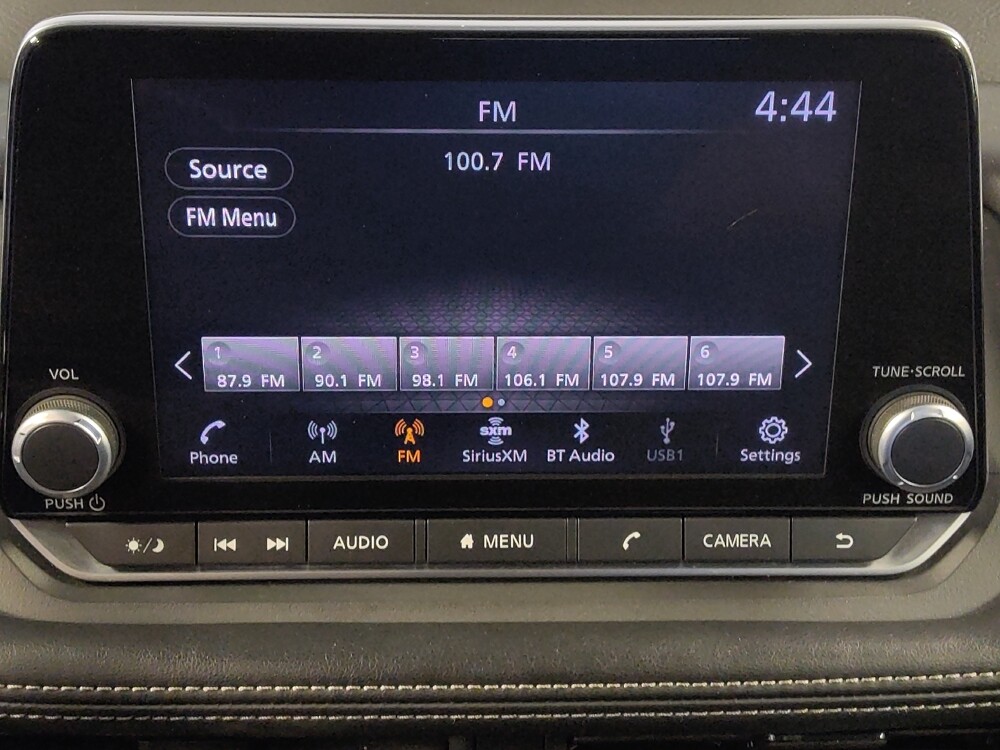 FM 4:44
Source 100.7 FM
FM Menu
1 2 3 4 5 6
87.9 FM 90.1 FM 98.1 FM 106.1 FM 107.9 FM 107.9 FM
VOL TUNE·SCROLL
sxm
Phone AM FM SiriusXM BT Audio USB1 Settings
PUSH PUSH SOUND
AUDIO MENU CAMERA